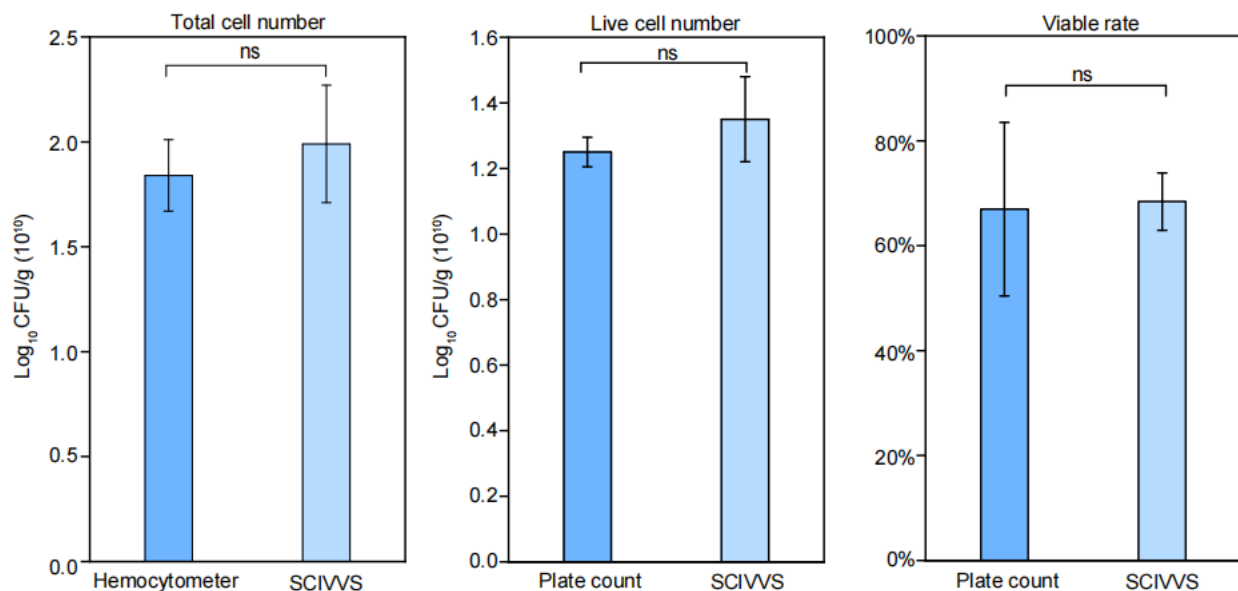 Total cell number
2.5
2.0
1.5
1.0
0.5
0.0
Log₁₀ CFU/g (10¹⁰)
ns
Hemocytometer
SCIVVS
Live cell number
1.6
1.4
1.2
1.0
0.8
0.6
0.4
0.2
0.0
Log₁₀ CFU/g (10¹⁰)
ns
Plate count
SCIVVS
Viable rate
100%
80%
60%
40%
20%
0%
ns
Plate count
SCIVVS